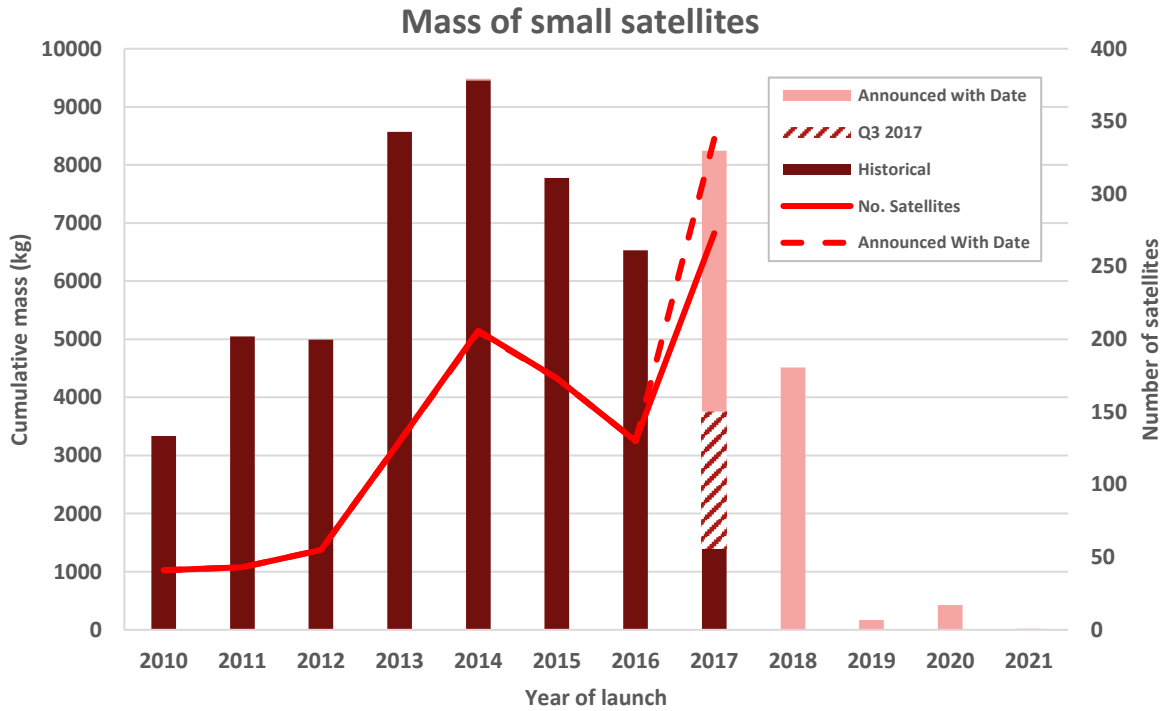 Mass of small satellites
Cumulative mass (kg)
10000
9000
8000
7000
6000
5000
4000
3000
2000
1000
0
400
350
300
250
200
150
100
50
0
Number of satellites
Announced with Date
Q3 2017
Historical
No. Satellites
Announced With Date
2010 2011 2012 2013 2014 2015 2016 2017 2018 2019 2020 2021
Year of launch